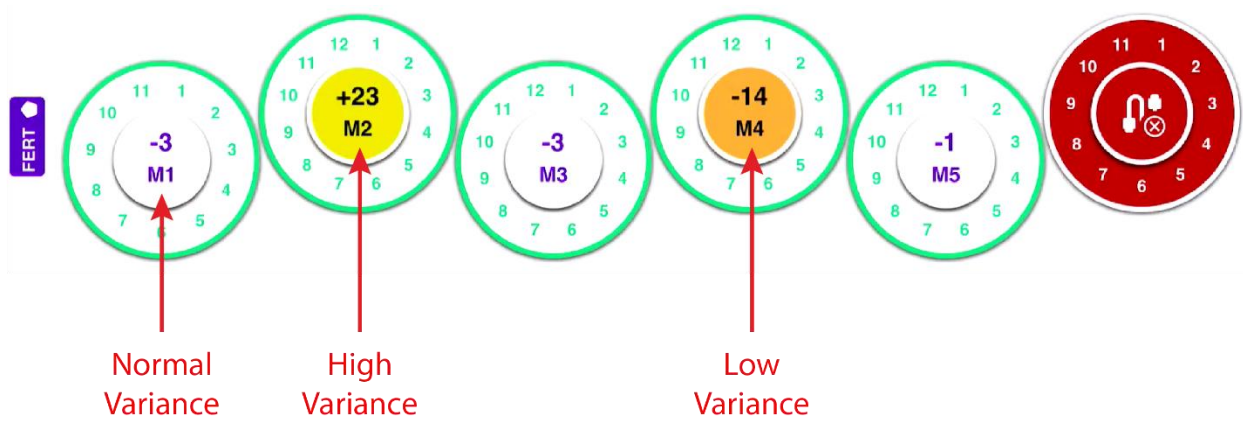 FERT
11 1
10 2
9 -3 3
M1
8 4
7 6 5
12 1
11 2
10 +23 3
9 M2 4
8 5
7 6
12 1
11 2
10 -3 3
9 M3 4
8 5
7 6
12 1
11 2
10 -14 3
9 M4 4
8 5
7 6
12 1
11 2
10 -1 3
9 M5 4
8 5
7 6
11 1
10 2
9 3
8 4
7 5
6
Normal
Variance
High
Variance
Low
Variance